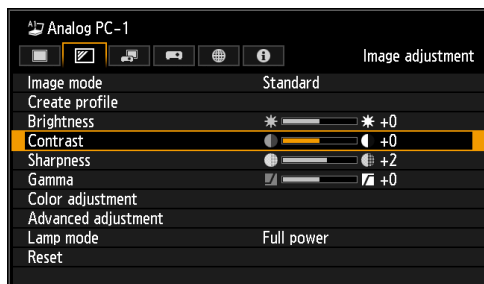 Analog PC-1
Image adjustment
Image mode Standard
Create profile
Brightness +0
Contrast +0
Sharpness +2
Gamma +0
Color adjustment
Advanced adjustment
Lamp mode Full power
Reset